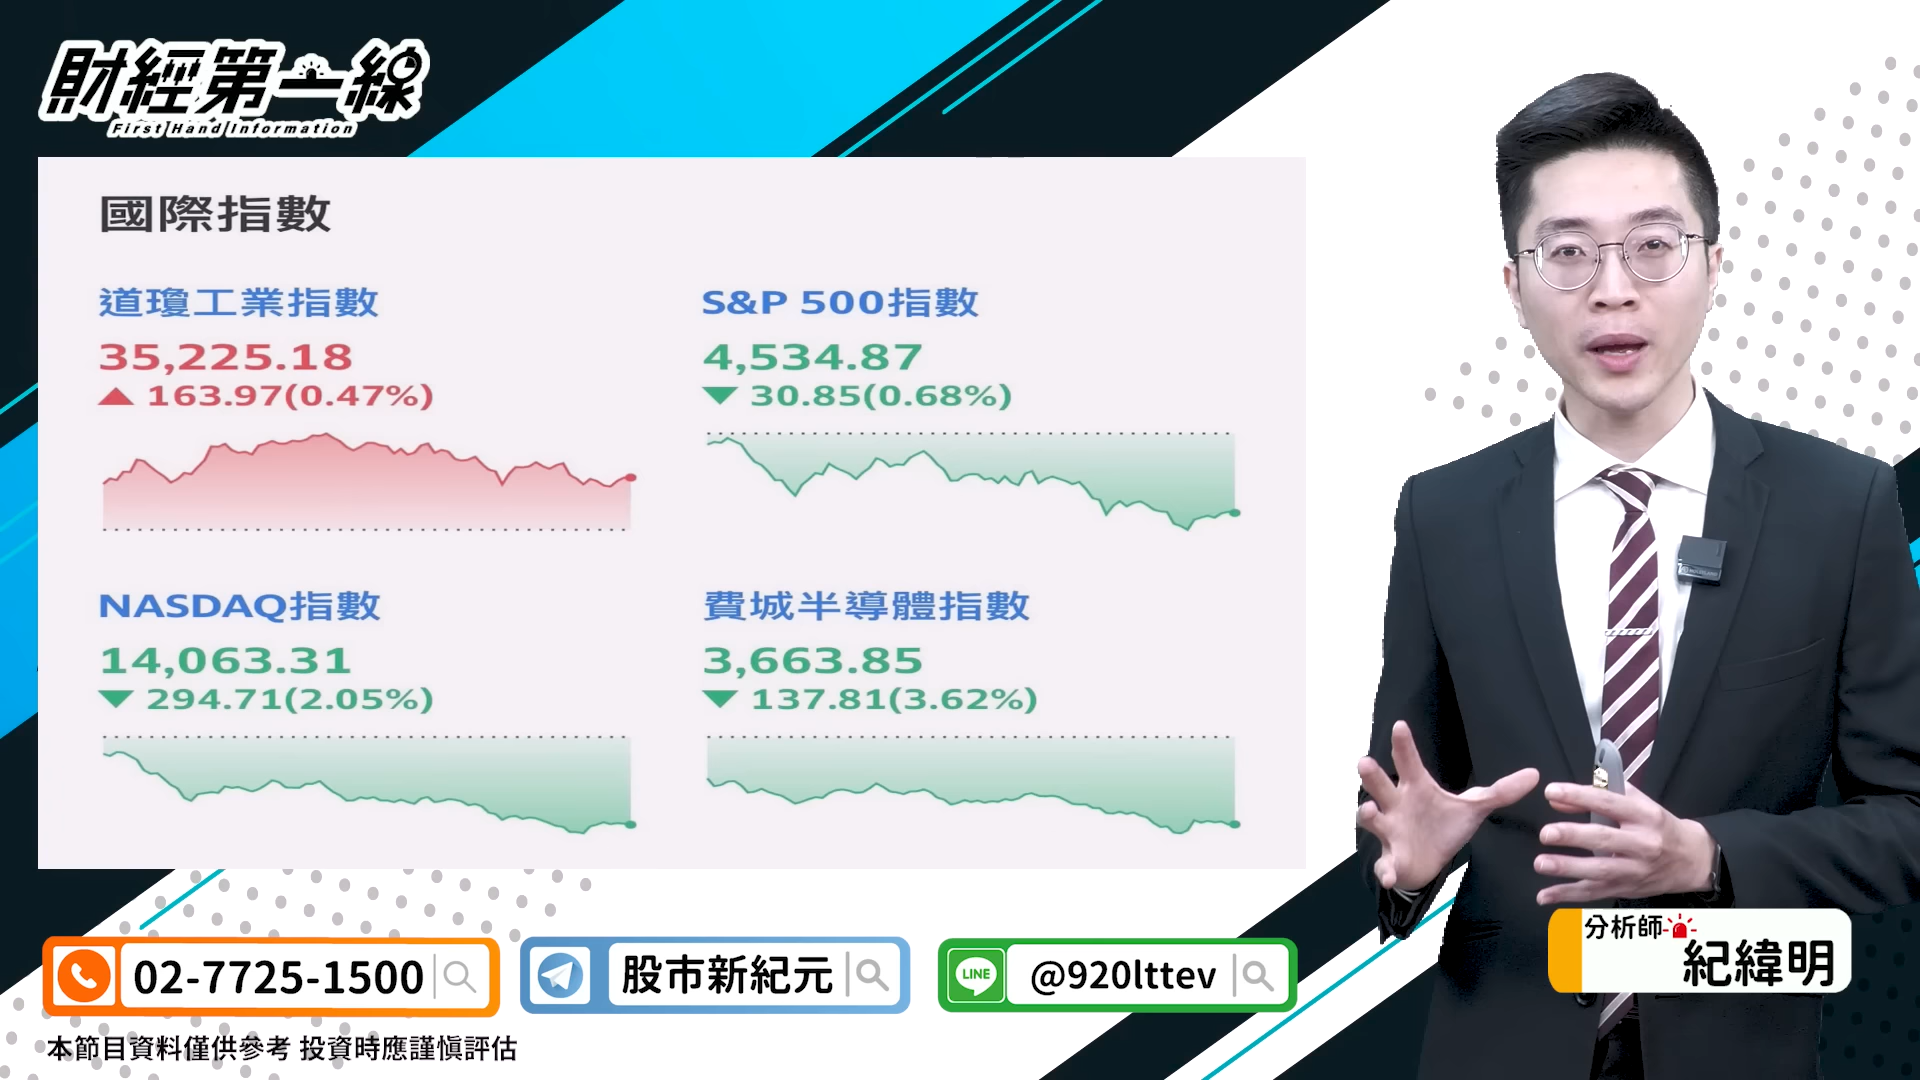 財經第一線
First Hand Information
國際指數
道瓊工業指數
35,225.18
▲ 163.97(0.47%)
S&P 500指數
4,534.87
▼ 30.85(0.68%)
NASDAQ指數
14,063.31
▼ 294.71(2.05%)
費城半導體指數
3,663.85
▼ 137.81(3.62%)
分析師
紀緯明
02-7725-1500
股市新紀元
LINE
@920lttev
本節目資料僅供參考 投資時應謹慎評估